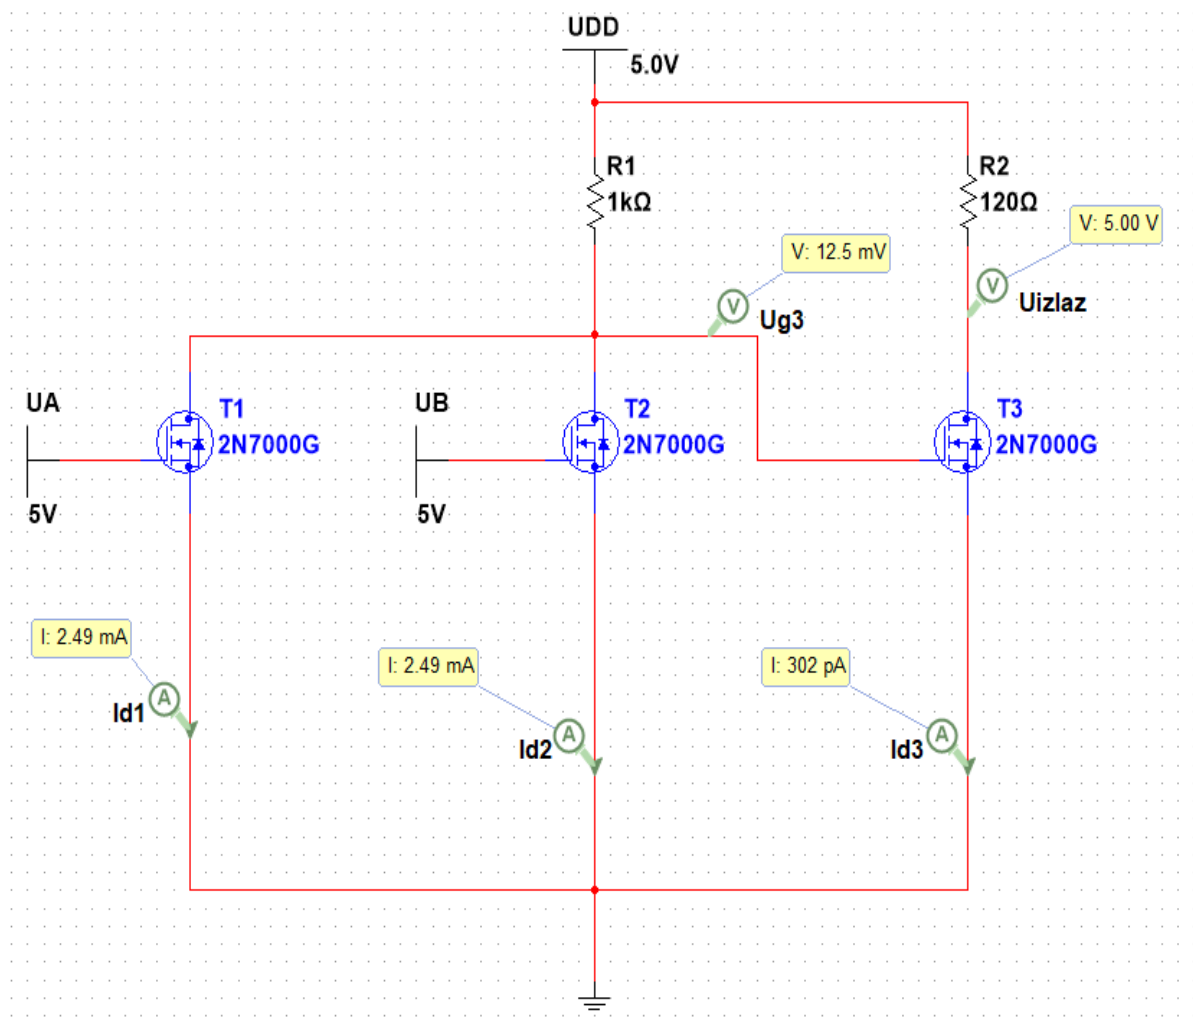 UDD
5.0V
R1
1kΩ
R2
120Ω
V: 5.00 V
V
Uizlaz
V: 12.5 mV
V
Ug3
UA
5V
T1
2N7000G
UB
5V
T2
2N7000G
T3
2N7000G
I: 2.49 mA
A
Id1
I: 2.49 mA
A
Id2
I: 302 pA
A
Id3